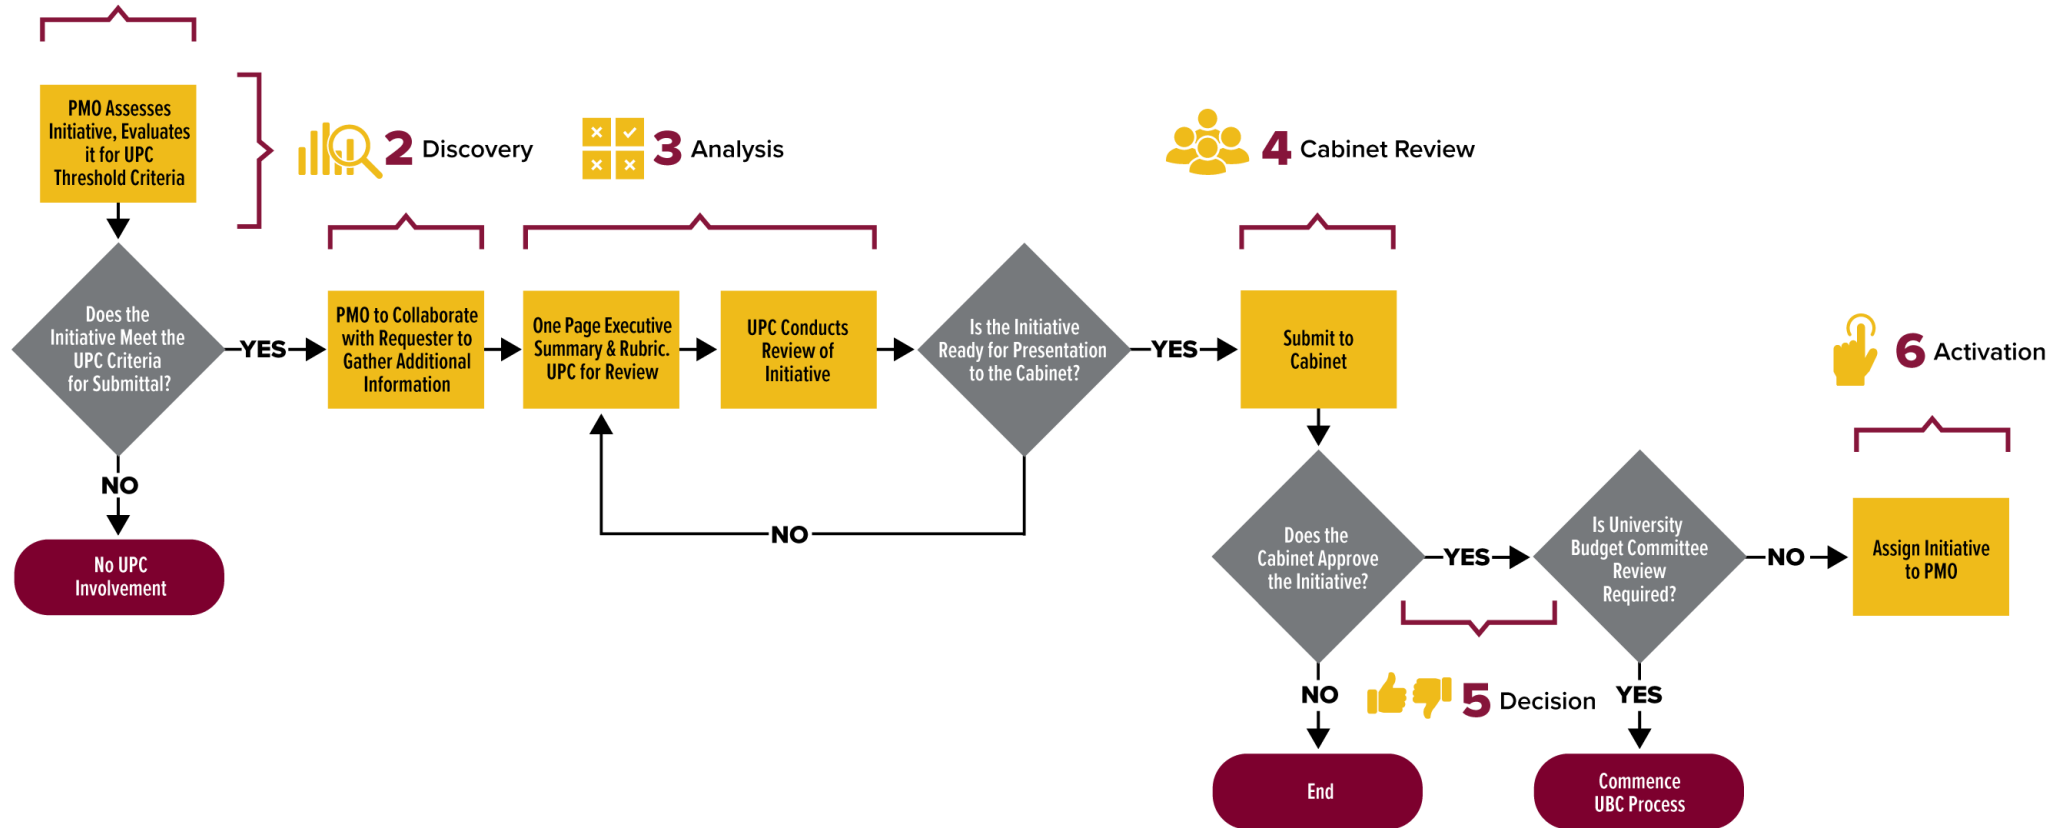 PMO Assesses
Initiative, Evaluates
it for UPC
Threshold Criteria
2 Discovery
3 Analysis
4 Cabinet Review
Does the
Initiative Meet the
UPC Criteria
for Submittal?
YES
PMO to Collaborate
with Requester to
Gather Additional
Information
One Page Executive
Summary & Rubric.
UPC for Review
UPC Conducts
Review of
Initiative
Is the Initiative
Ready for Presentation
to the Cabinet?
YES
Submit to
Cabinet
6 Activation
NO
No UPC
Involvement
NO
Does the
Cabinet Approve
the Initiative?
YES
Is University
Budget Committee
Review
Required?
NO
Assign Initiative
to PMO
NO
5 Decision
YES
End
Commence
UBC Process